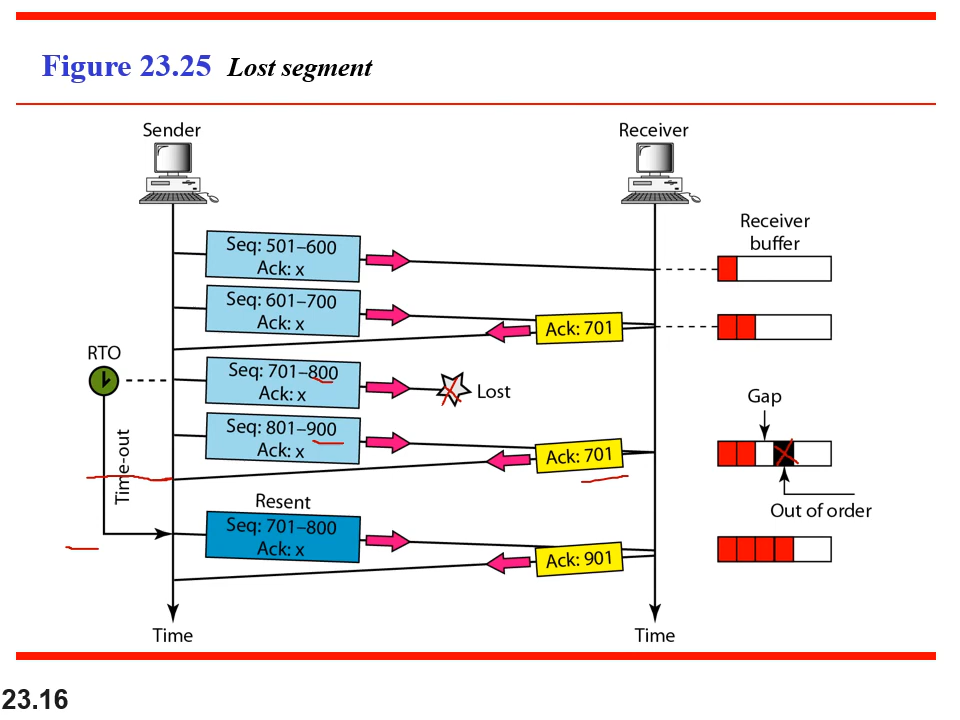 Figure 23.25 Lost segment
Sender
Receiver
Receiver
buffer
Seq: 501–600
Ack: x
Seq: 601–700
Ack: x
Ack: 701
RTO
Seq: 701–800
Ack: x
Lost
Gap
Seq: 801–900
Ack: x
Ack: 701
Time-out
Out of order
Resent
Seq: 701–800
Ack: x
Ack: 901
Time
Time
23.16